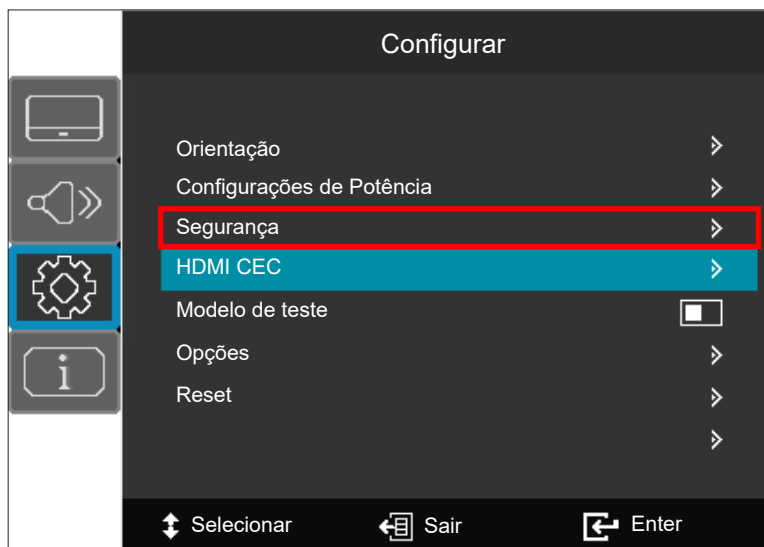 Configurar
Orientação
Configurações de Potência
Segurança
HDMI CEC
Modelo de teste
Opções
Reset
i
Selecionar Sair Enter